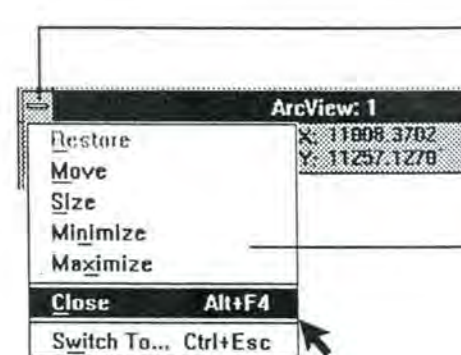 ArcView: 1
X: 11008.3702
Y: 11257.1270
Restore
Move
Size
Minimize
Maximize
Close Alt+F4
Switch To... Ctrl+Esc